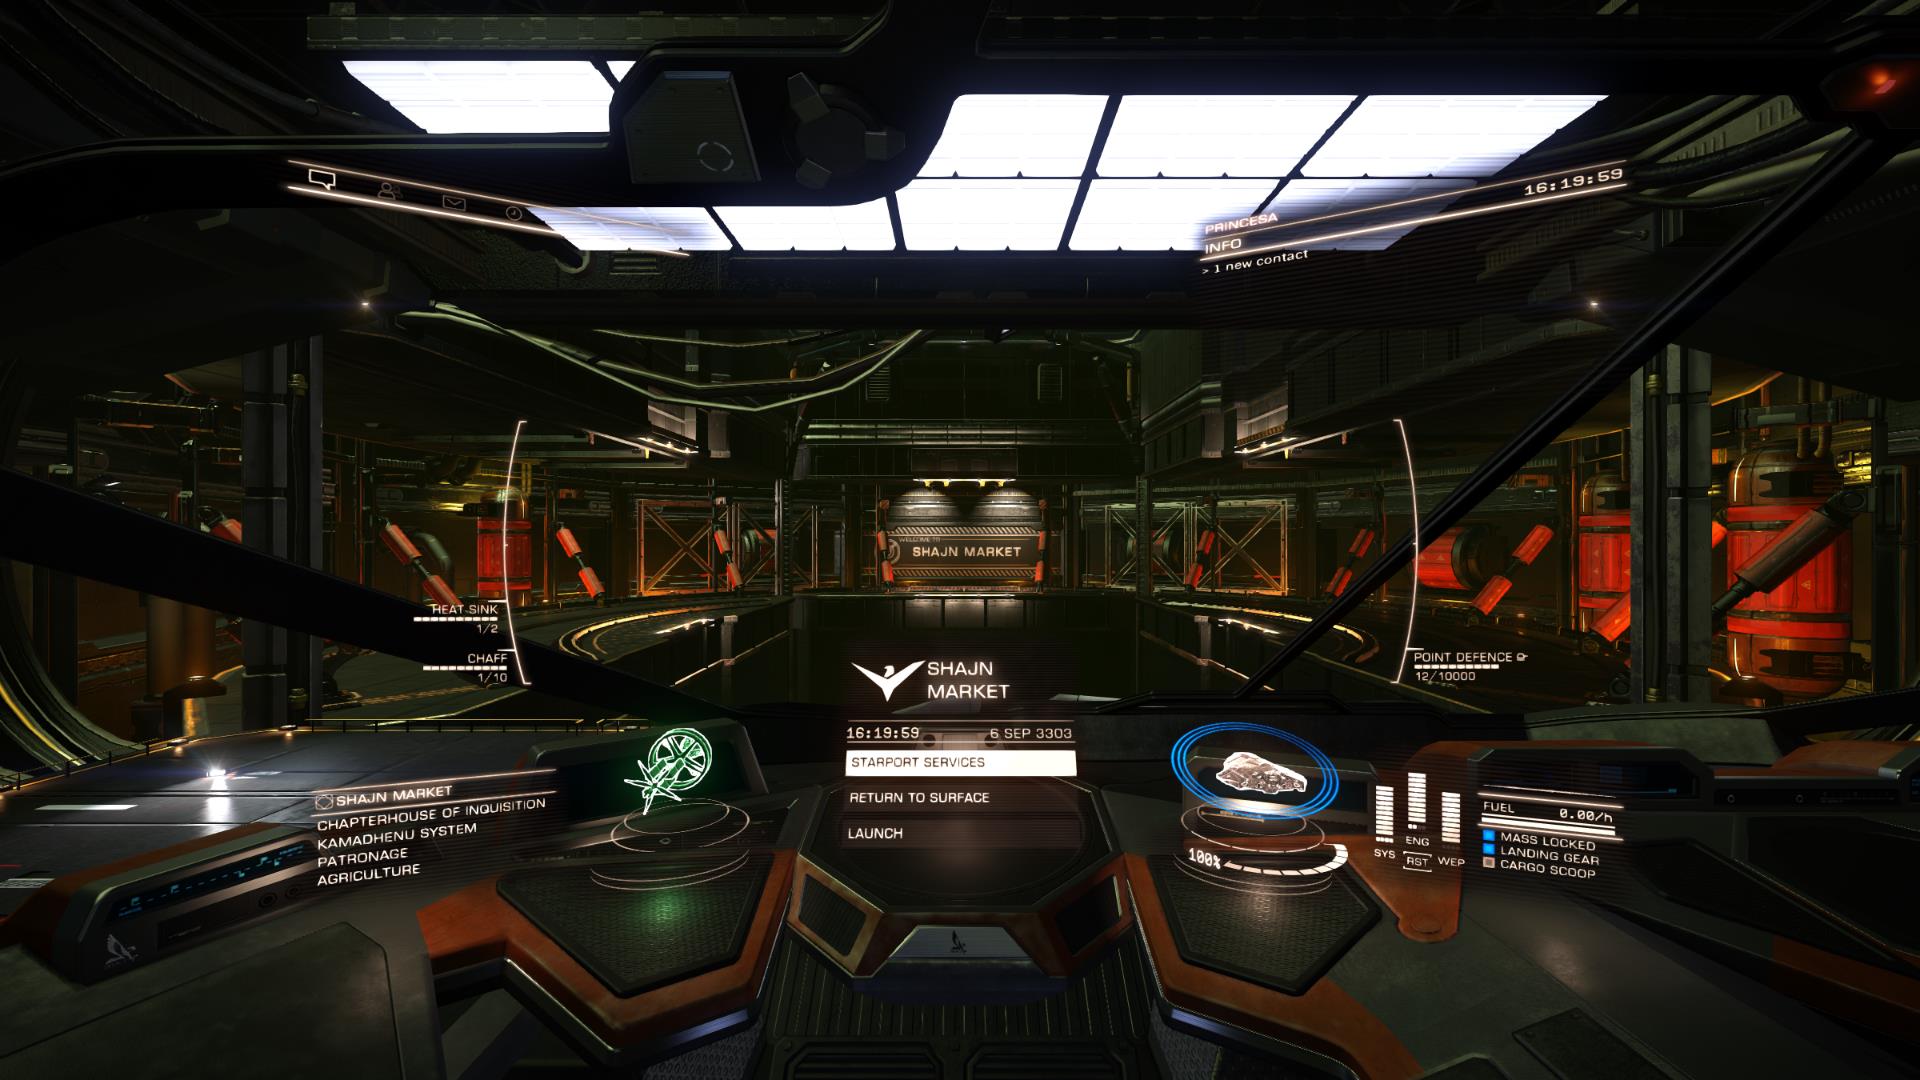 16:19:59
PRINCESA
INFO
> 1 new contact
WELCOME TO
SHAJN MARKET
HEAT SINK
1/2
CHAFF
1/10
POINT DEFENCE
12/10000
SHAJN
MARKET
16:19:59 6 SEP 3303
STARPORT SERVICES
RETURN TO SURFACE
LAUNCH
SHAJN MARKET
CHAPTERHOUSE OF INQUISITION
KAMADHENU SYSTEM
PATRONAGE
AGRICULTURE
100%
SYS ENG WEP
RST
FUEL 0.00/h
MASS LOCKED
LANDING GEAR
CARGO SCOOP